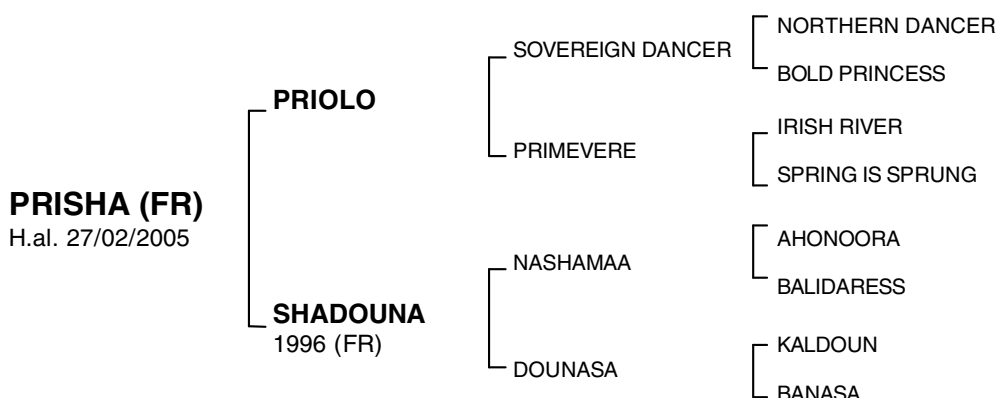 NORTHERN DANCER
SOVEREIGN DANCER
BOLD PRINCESS
PRIOLO
IRISH RIVER
PRIMEVERE
SPRING IS SPRUNG
PRISHA (FR)
H.al. 27/02/2005
AHONOORA
NASHAMAA
BALIDARESS
SHADOUNA
1996 (FR)
KALDOUN
DOUNASA
BANASA